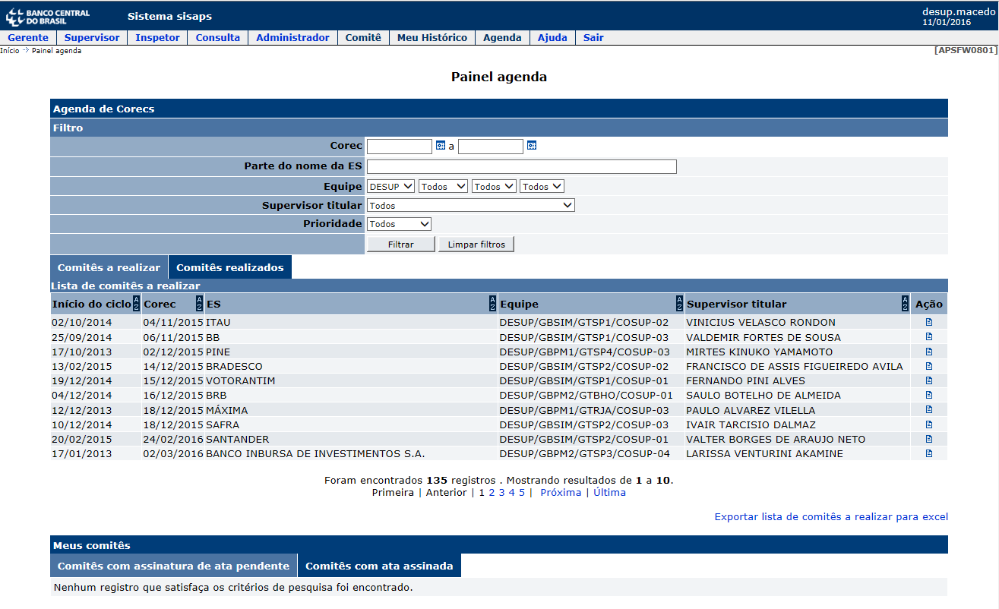 BANCO CENTRAL
DO BRASIL
Sistema sisaps
desup.macedo
11/01/2016
Gerente Supervisor Inspetor Consulta Administrador Comitê Meu Histórico Agenda Ajuda Sair
Início Painel agenda
[APSFW0801]
Painel agenda
Agenda de Corecs
Filtro
Corec a
Parte do nome da ES
Equipe DESUP Todos Todos Todos
Supervisor titular Todos
Prioridade Todos
Filtrar Limpar filtros
Comitês a realizar Comitês realizados
Lista de comitês a realizar
Início do ciclo AZ Corec AZ ES AZ Equipe AZ Supervisor titular AZ Ação
02/10/2014 04/11/2015 ITAU DESUP/GBSIM/GTSP1/COSUP-02 VINICIUS VELASCO RONDON
25/09/2014 06/11/2015 BB DESUP/GBSIM/GTSP1/COSUP-03 VALDEMIR FORTES DE SOUSA
17/10/2013 02/12/2015 PINE DESUP/GBPM1/GTSP4/COSUP-03 MIRTES KINUKO YAMAMOTO
13/02/2015 14/12/2015 BRADESCO DESUP/GBSIM/GTSP2/COSUP-02 FRANCISCO DE ASSIS FIGUEIREDO AVILA
19/12/2014 15/12/2015 VOTORANTIM DESUP/GBSIM/GTSP1/COSUP-01 FERNANDO PINI ALVES
04/12/2014 16/12/2015 BRB DESUP/GBPM2/GTBHO/COSUP-01 SAULO BOTELHO DE ALMEIDA
12/12/2013 18/12/2015 MÁXIMA DESUP/GBPM1/GTRJA/COSUP-03 PAULO ALVAREZ VILELLA
10/12/2014 18/12/2015 SAFRA DESUP/GBSIM/GTSP2/COSUP-03 IVAIR TARCISIO DALMAZ
20/02/2015 24/02/2016 SANTANDER DESUP/GBSIM/GTSP2/COSUP-01 VALTER BORGES DE ARAUJO NETO
17/01/2013 02/03/2016 BANCO INBURSA DE INVESTIMENTOS S.A. DESUP/GBPM2/GTSP3/COSUP-04 LARISSA VENTURINI AKAMINE
Foram encontrados 135 registros . Mostrando resultados de 1 a 10.
Primeira | Anterior | 1 2 3 4 5 | Próxima | Última
Exportar lista de comitês a realizar para excel
Meus comitês
Comitês com assinatura de ata pendente Comitês com ata assinada
Nenhum registro que satisfaça os critérios de pesquisa foi encontrado.